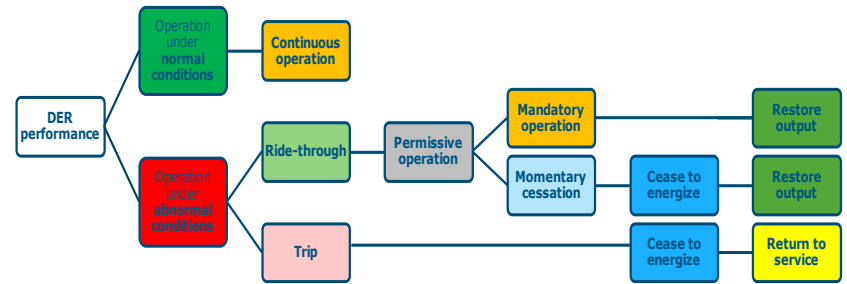 DER
performance
Operation
under
normal
conditions
Continuous
operation
Operation
under
abnormal
conditions
Ride-through
Permissive
operation
Mandatory
operation
Restore
output
Momentary
cessation
Cease to
energize
Restore
output
Trip
Cease to
energize
Return to
service